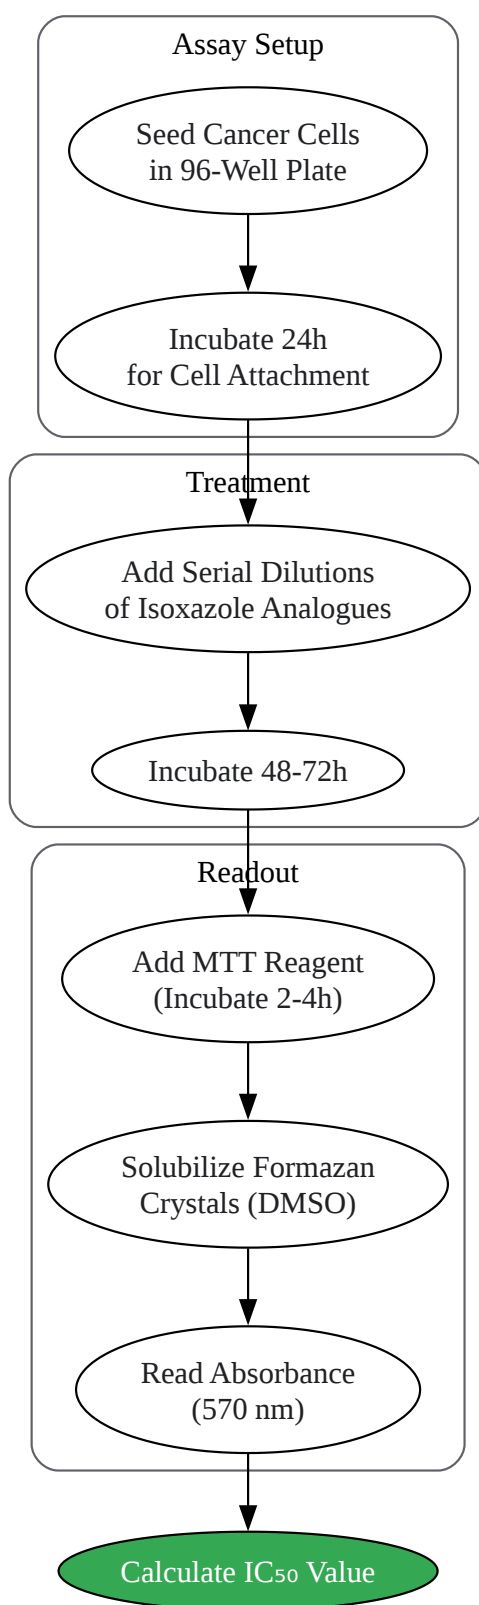 Assay Setup
Seed Cancer Cells
in 96-Well Plate
Incubate 24h
for Cell Attachment
Treatment
Add Serial Dilutions
of Isoxazole Analogues
Incubate 48-72h
Readout
Add MTT Reagent
(Incubate 2-4h)
Solubilize Formazan
Crystals (DMSO)
Read Absorbance
(570 nm)
Calculate IC₅₀ Value